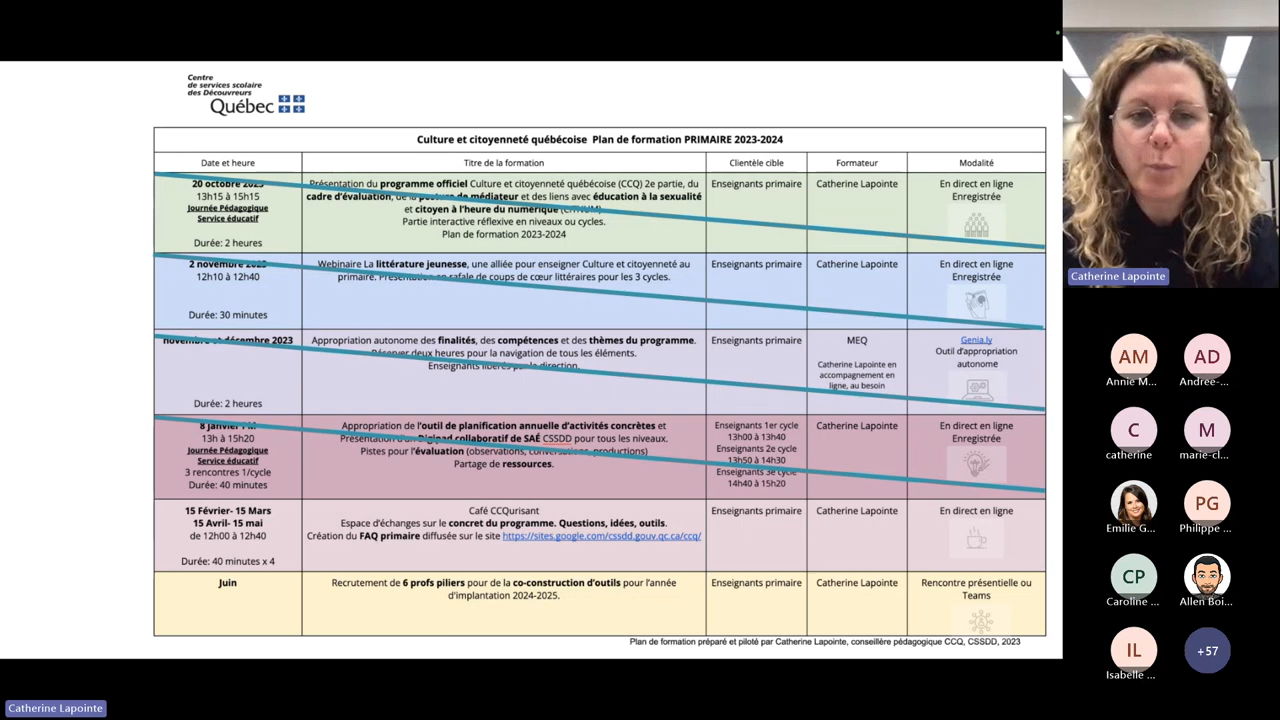 Centre
de services scolaire
des Découvreurs
Québec
Culture et citoyenneté québécoise Plan de formation PRIMAIRE 2023-2024
Date et heure
Titre de la formation
Clientèle cible
Formateur
Modalité
20 octobre 2023
13h15 à 15h15
Journée Pédagogique
Service éducatif
Durée: 2 heures
Présentation du programme officiel Culture et citoyenneté québécoise (CCQ) 2e partie, du
cadre d'évaluation, de la posture de médiateur et des liens avec éducation à la sexualité
et citoyen à l'heure du numérique
Partie interactive réflexive en niveaux ou cycles.
Plan de formation 2023-2024
Enseignants primaire
Catherine Lapointe
En direct en ligne
Enregistrée
2 novembre 2023
12h10 à 12h40
Durée: 30 minutes
Webinaire La littérature jeunesse, une alliée pour enseigner Culture et citoyenneté au
primaire. Présentation en rafale de coups de cœur littéraires pour les 3 cycles.
Enseignants primaire
Catherine Lapointe
En direct en ligne
Enregistrée
novembre et décembre 2023
Durée: 2 heures
Appropriation autonome des finalités, des compétences et des thèmes du programme.
Réserver deux heures pour la navigation de tous les éléments.
Enseignants libérés par la direction.
Enseignants primaire
MEQ
Catherine Lapointe en
accompagnement en
ligne, au besoin
Genia.ly
Outil d'appropriation
autonome
8 janvier PM
13h à 15h20
Journée Pédagogique
Service éducatif
3 rencontres 1/cycle
Durée: 40 minutes
Appropriation de l'outil de planification annuelle d'activités concrètes et
Présentation d'un Digipad collaboratif de SAÉ CSSDD pour tous les niveaux.
Pistes pour l'évaluation (observations, conversations, productions)
Partage de ressources.
Enseignants 1er cycle
13h00 à 13h40
Enseignants 2e cycle
13h50 à 14h30
Enseignants 3e cycle
14h40 à 15h20
Catherine Lapointe
En direct en ligne
Enregistrée
15 Février- 15 Mars
15 Avril- 15 mai
de 12h00 à 12h40
Durée: 40 minutes x 4
Café CCQurisant
Espace d'échanges sur le concret du programme. Questions, idées, outils.
Création du FAQ primaire diffusée sur le site https://sites.google.com/cssdd.gouv.qc.ca/ccq/
Enseignants primaire
Catherine Lapointe
En direct en ligne
Juin
Recrutement de 6 profs piliers pour de la co-construction d'outils pour l'année
d'implantation 2024-2025.
Enseignants primaire
Catherine Lapointe
Rencontre présentielle ou
Teams
Plan de formation préparé et piloté par Catherine Lapointe, conseillère pédagogique CCQ, CSSDD, 2023
Catherine Lapointe
AM
Annie M...
AD
Andrée-...
C
catherine
M
marie-cl...
Emilie G...
PG
Philippe ...
CP
Caroline ...
Allen Boi...
IL
Isabelle ...
+57
Catherine Lapointe